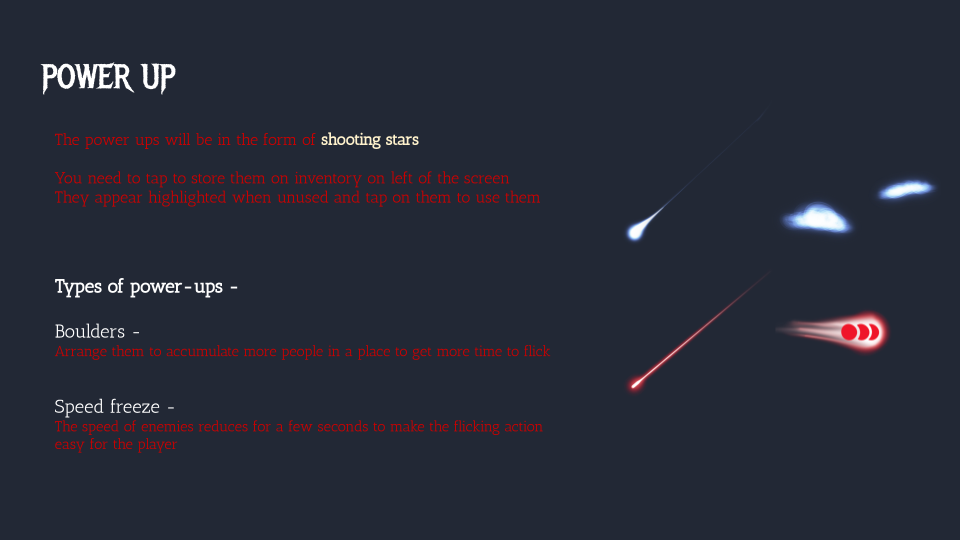 POWER UP
The power ups will be in the form of shooting stars
You need to tap to store them on inventory on left of the screen
They appear highlighted when unused and tap on them to use them.
Types of power-ups -
Boulders -
Arrange them to accumulate more people in a place to get more time to flick
Speed freeze -
The speed of enemies reduces for a few seconds to make the flicking action
easy for the player